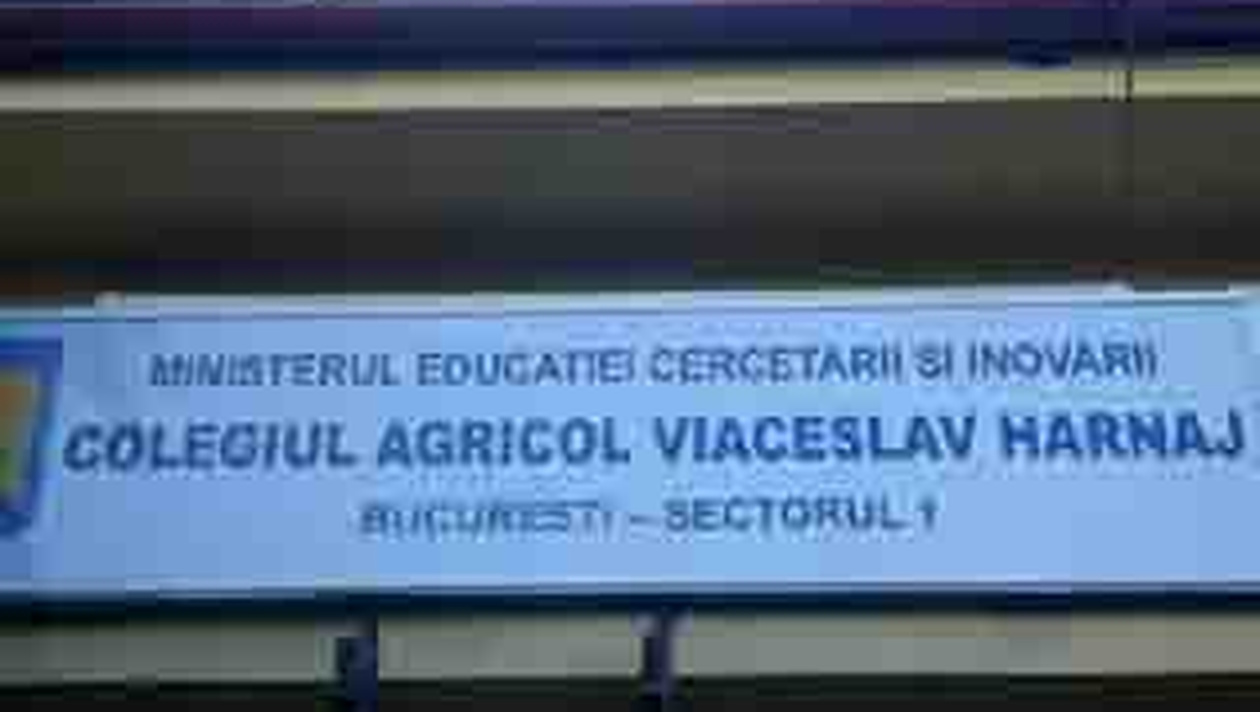 MINISTERUL EDUCATIEI CERCETARII SI INOVARII
COLEGIUL AGRICOL VIACESLAV HARNAJ
BUCURESTI – SECTORUL 1